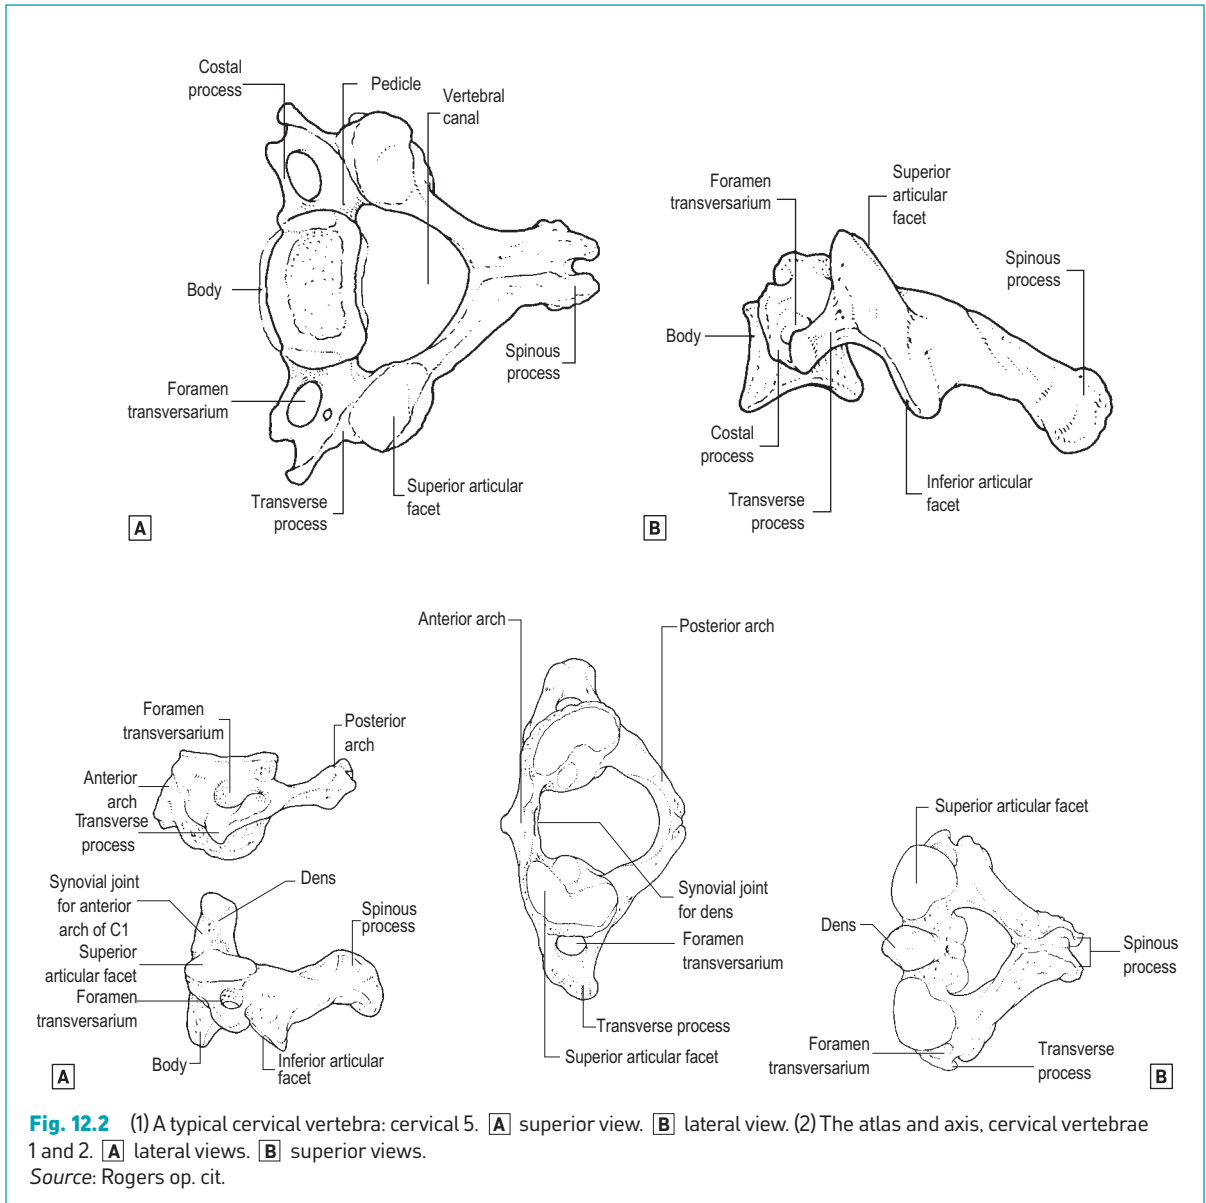 Costal
process
Pedicle
Vertebral
canal
Body
Foramen
transversarium
Spinous
process
Transverse
process
Superior articular
facet
A
Foramen
transversarium
Superior
articular
facet
Spinous
process
Body
Costal
process
Transverse
process
Inferior articular
facet
B
Foramen
transversarium
Posterior
arch
Anterior
arch
Transverse
process
Synovial joint
for anterior
arch of C1
Dens
Spinous
process
Superior
articular facet
Foramen
transversarium
Body
Inferior articular
facet
A
Anterior arch
Posterior arch
Synovial joint
for dens
Foramen
transversarium
Transverse process
Superior articular facet
Superior articular facet
Dens
Spinous
process
Foramen
transversarium
Transverse
process
B
Fig. 12.2 (1) A typical cervical vertebra: cervical 5. A superior view. B lateral view. (2) The atlas and axis, cervical vertebrae
1 and 2. A lateral views. B superior views.
Source: Rogers op. cit.